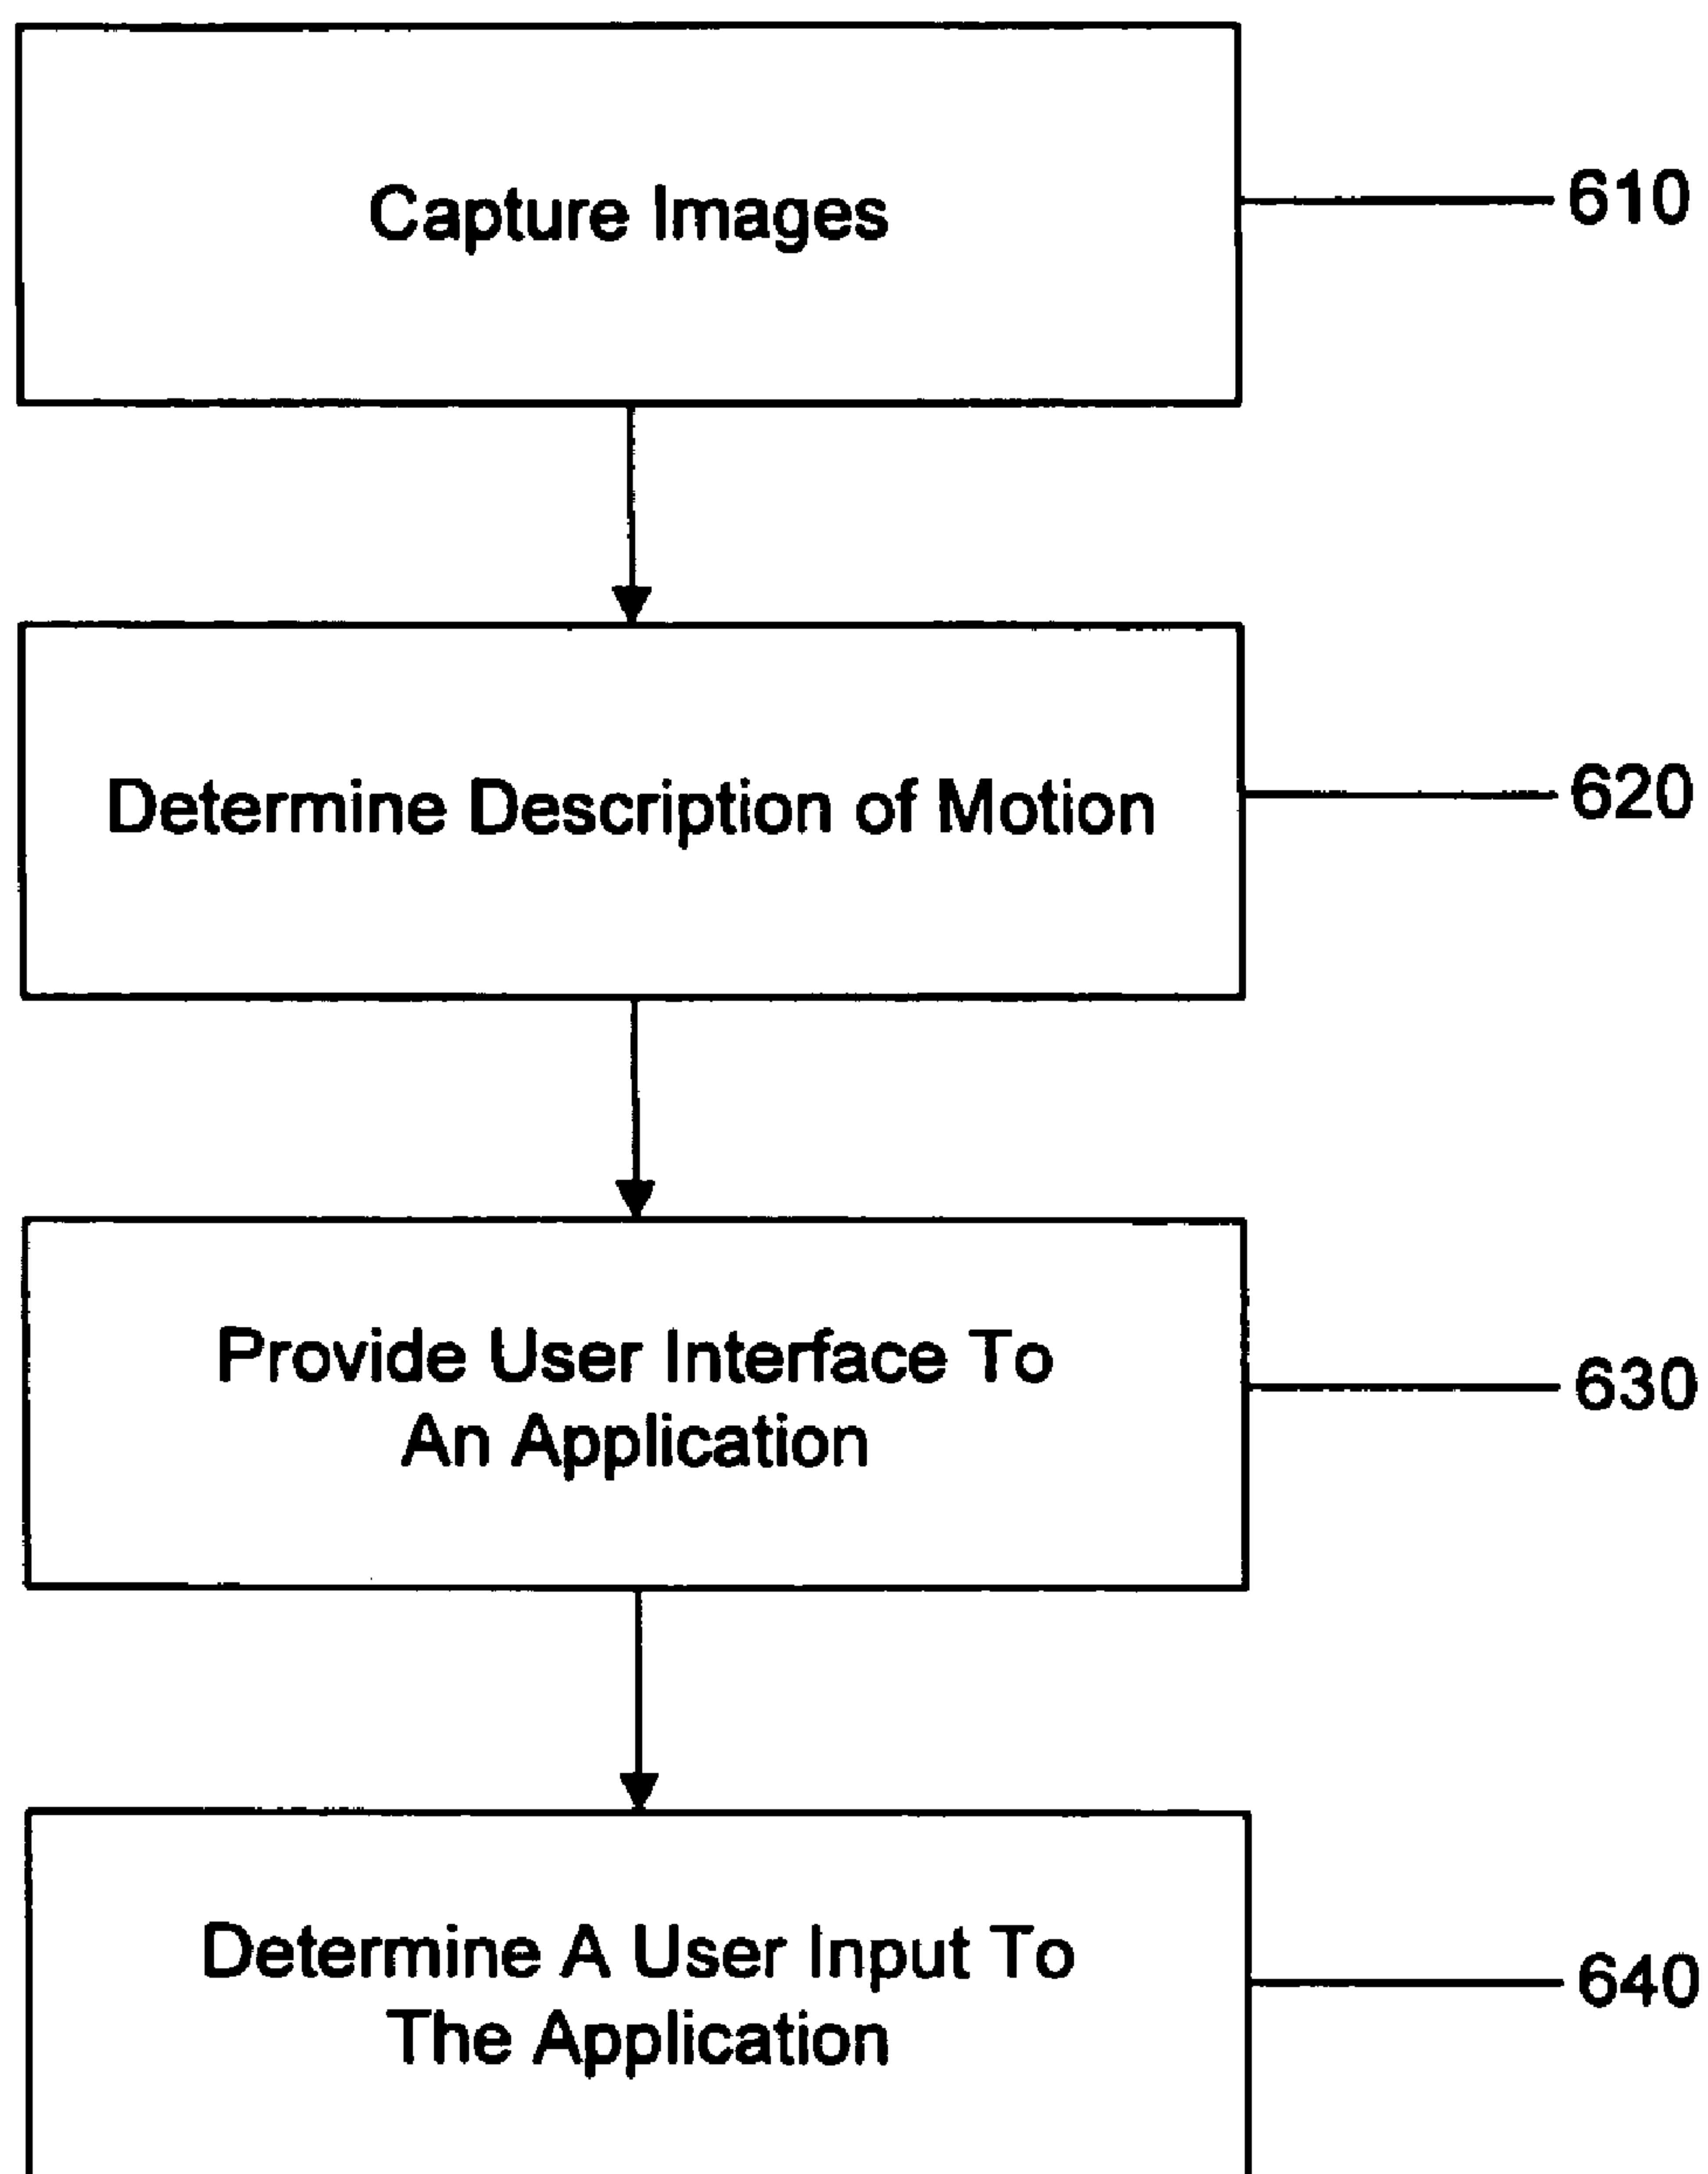 Capture Images
610
Determine Description of Motion
620
Provide User Interface To
An Application
630
Determine A User Input To
The Application
640